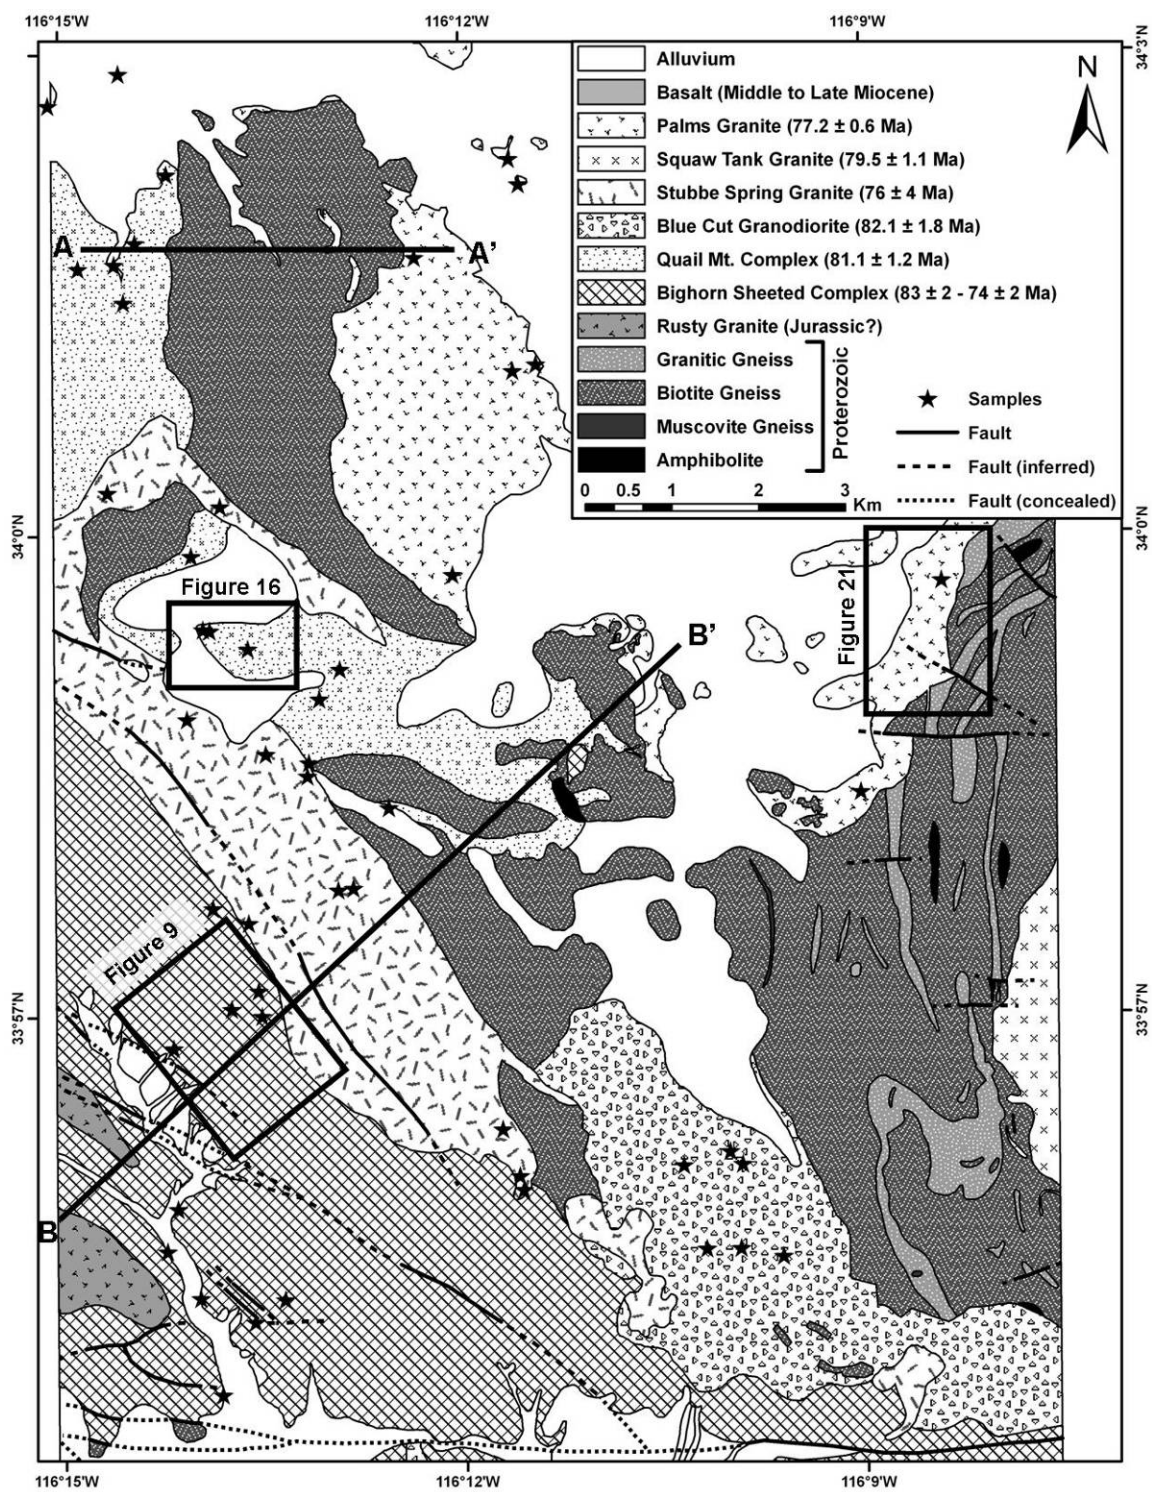 116°15'W 116°12'W 116°9'W
34°3'N
N
Alluvium
Basalt (Middle to Late Miocene)
Palms Granite (77.2 ± 0.6 Ma)
Squaw Tank Granite (79.5 ± 1.1 Ma)
Stubbe Spring Granite (76 ± 4 Ma)
Blue Cut Granodiorite (82.1 ± 1.8 Ma)
Quail Mt. Complex (81.1 ± 1.2 Ma)
Bighorn Sheeted Complex (83 ± 2 - 74 ± 2 Ma)
Rusty Granite (Jurassic?)
Granitic Gneiss
Biotite Gneiss
Muscovite Gneiss
Amphibolite
Proterozoic
Samples
Fault
Fault (inferred)
Fault (concealed)
0 0.5 1 2 3 Km
A A'
34°0'N 34°0'N
Figure 16
Figure 21
B'
Figure 9
33°57'N 33°57'N
B
116°15'W 116°12'W 116°9'W